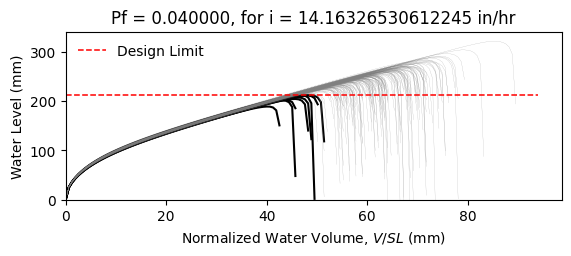 Pf = 0.040000, for i = 14.16326530612245 in/hr
Water Level (mm)
300
200
100
0
Design Limit
0 20 40 60 80
Normalized Water Volume, V/SL (mm)